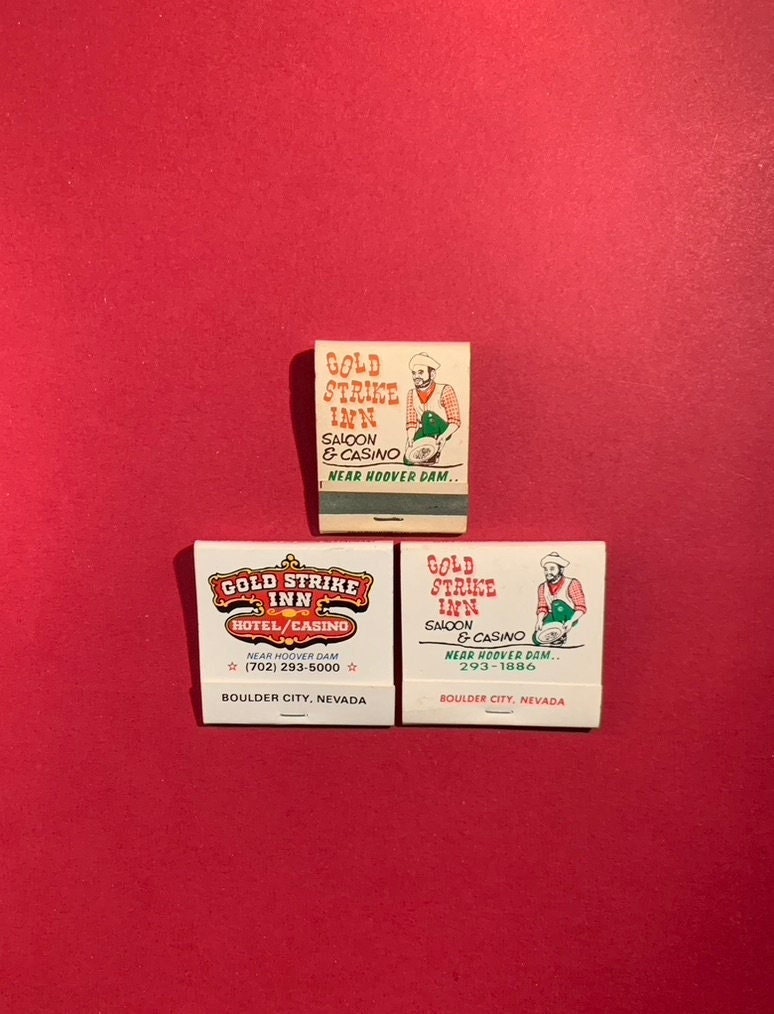 GOLD
STRIKE
INN
SALOON
& CASINO
NEAR HOOVER DAM..
GOLD STRIKE
INN
HOTEL/CASINO
NEAR HOOVER DAM
☆ (702) 293-5000 ☆
BOULDER CITY, NEVADA
GOLD
STRIKE
INN
SALOON
& CASINO
NEAR HOOVER DAM..
293-1886
BOULDER CITY, NEVADA